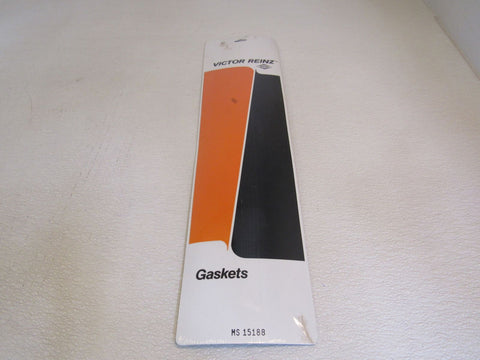 VICTOR REINZ
Gaskets
MS 15188